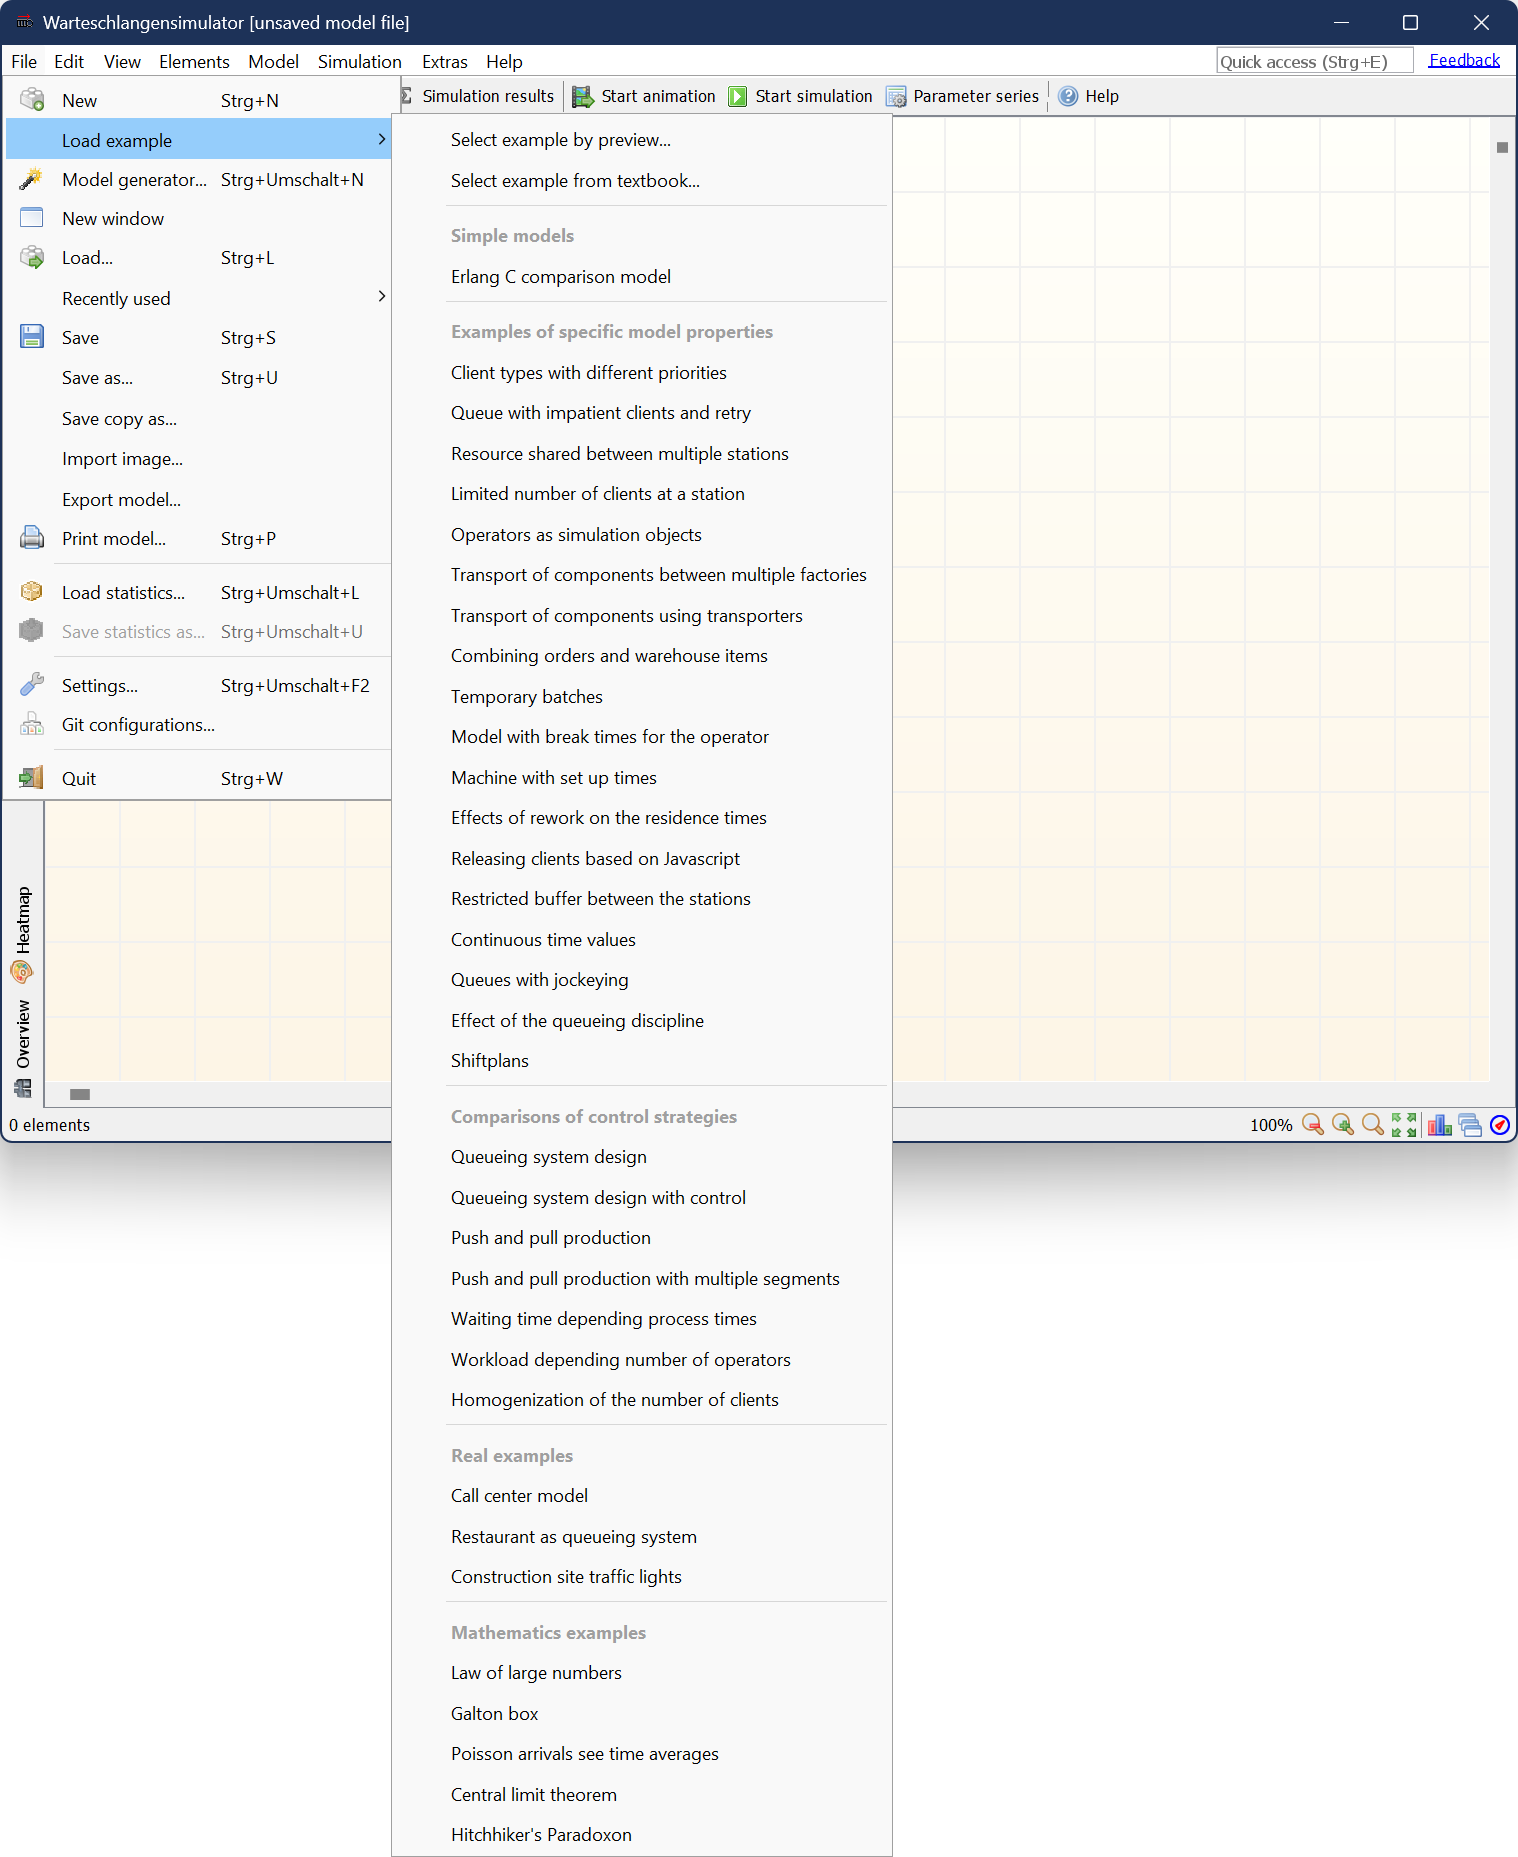 Warteschlangensimulator [unsaved model file]
File Edit View Elements Model Simulation Extras Help
Quick access (Strg+E) Feedback
Simulation results Start animation Start simulation Parameter series Help
New Strg+N
Load example
Model generator... Strg+Umschalt+N
New window
Load... Strg+L
Recently used
Save Strg+S
Save as... Strg+U
Save copy as...
Import image...
Export model...
Print model... Strg+P
Load statistics... Strg+Umschalt+L
Save statistics as... Strg+Umschalt+U
Settings... Strg+Umschalt+F2
Git configurations...
Quit Strg+W
Select example by preview...
Select example from textbook...
Simple models
Erlang C comparison model
Examples of specific model properties
Client types with different priorities
Queue with impatient clients and retry
Resource shared between multiple stations
Limited number of clients at a station
Operators as simulation objects
Transport of components between multiple factories
Transport of components using transporters
Combining orders and warehouse items
Temporary batches
Model with break times for the operator
Machine with set up times
Effects of rework on the residence times
Releasing clients based on Javascript
Restricted buffer between the stations
Continuous time values
Queues with jockeying
Effect of the queueing discipline
Shiftplans
Comparisons of control strategies
Queueing system design
Queueing system design with control
Push and pull production
Push and pull production with multiple segments
Waiting time depending process times
Workload depending number of operators
Homogenization of the number of clients
Real examples
Call center model
Restaurant as queueing system
Construction site traffic lights
Mathematics examples
Law of large numbers
Galton box
Poisson arrivals see time averages
Central limit theorem
Hitchhiker's Paradoxon
Heatmap
Overview
0 elements
100%